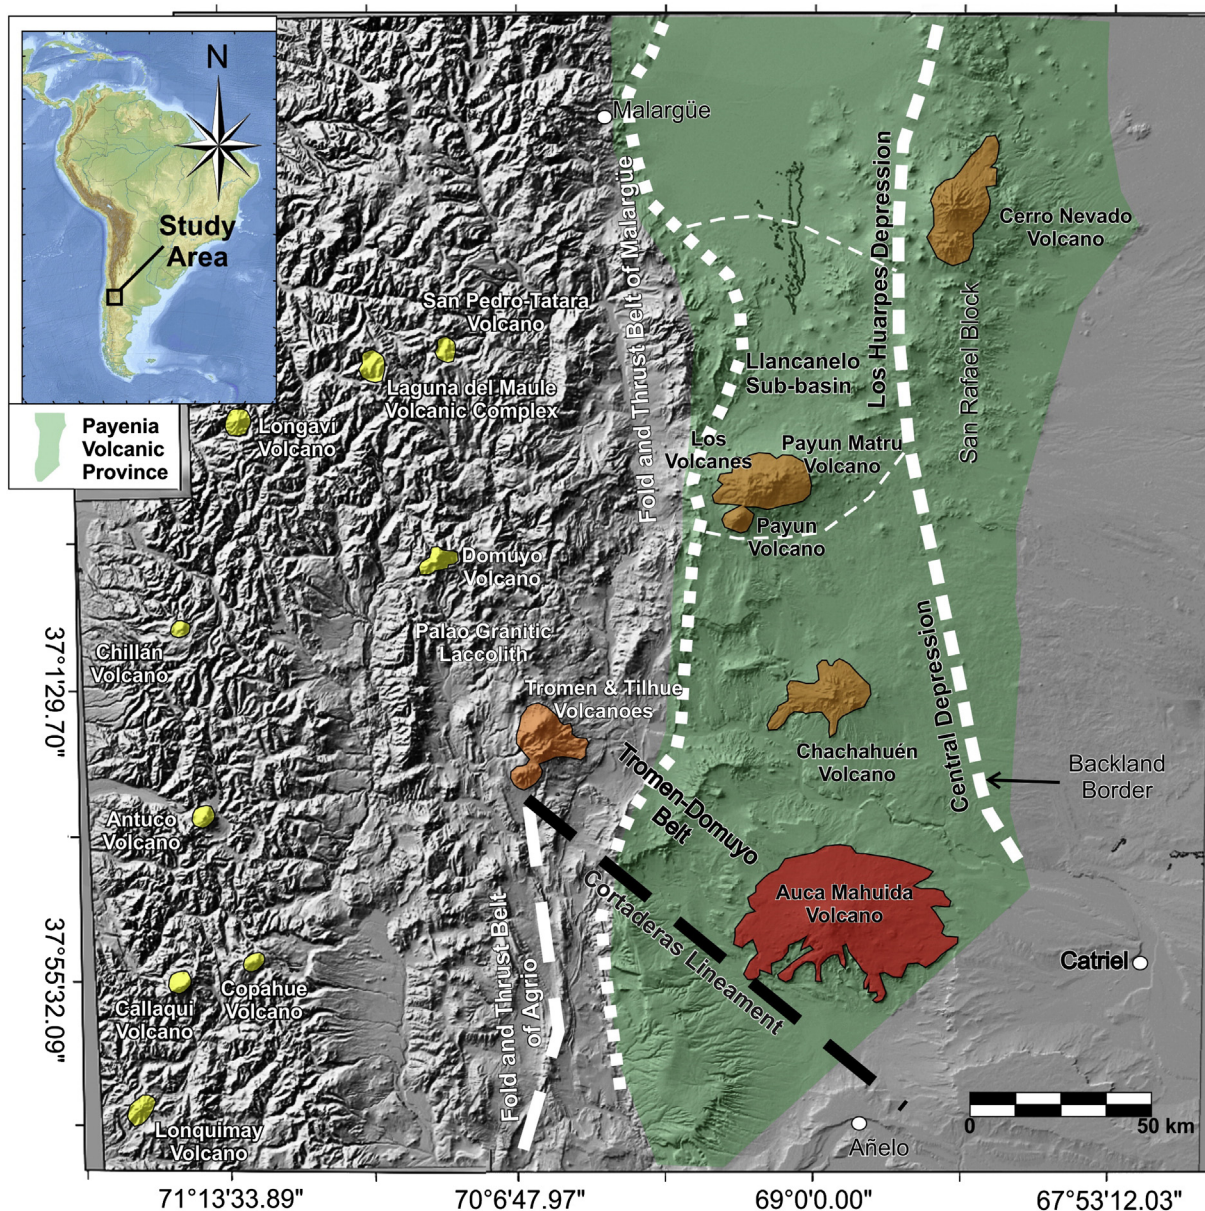 N
Study
Area
Payenia
Volcanic
Province
Malargüe
Fold and Thrust Belt of Malargüe
Los Huarpes Depression
Cerro Nevado
Volcano
San Rafael Block
San Pedro-Tatara
Volcano
Laguna del Maule
Volcanic Complex
Longaví
Volcano
Llancanelo
Sub-basin
Los
Volcanes
Payun Matru
Volcano
Payun
Volcano
Domuyo
Volcano
Chillán
Volcano
Palao Granitic
Laccolith
Tromen & Tilhue
Volcanoes
Central Depression
Chachahuén
Volcano
Backland
Border
Tromen-Domuyo
Belt
Antuco
Volcano
Cortaderas Lineament
Auca Mahuida
Volcano
Fold and Thrust Belt
of Agrio
Catriel
Callaqui
Volcano
Copahue
Volcano
Lonquimay
Volcano
Añelo
0 50 km
37°1'29.70"
37°55'32.09"
71°13'33.89" 70°6'47.97" 69°0'0.00" 67°53'12.03"